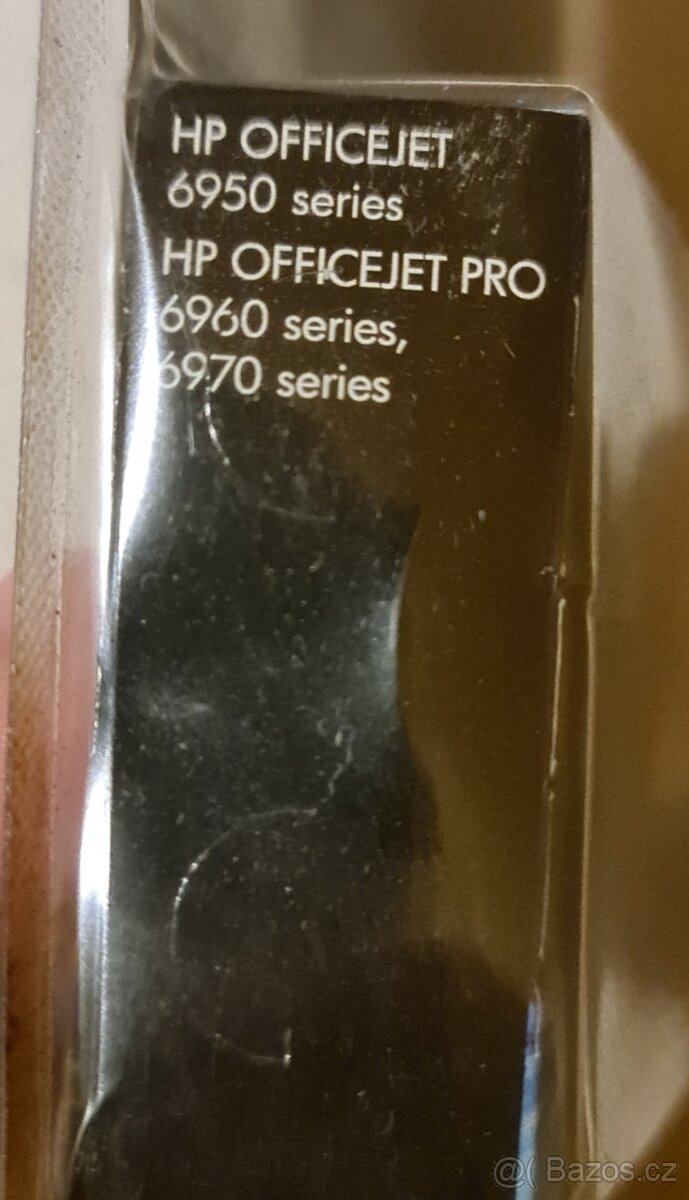 HP OFFICEJET
6950 series
HP OFFICEJET PRO
6960 series,
6970 series
@( Bazos.cz